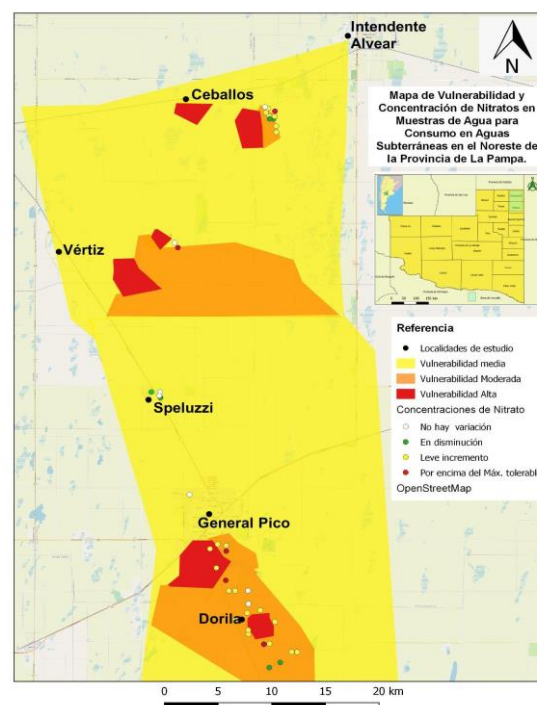 Intendente
Alvear
N
Ceballos
Mapa de Vulnerabilidad y
Concentración de Nitratos en
Muestras de Agua para
Consumo en Aguas
Subterráneas en el Noreste de
la Provincia de La Pampa.
Vértiz
Speluzzi
General Pico
Dorila
Referencia
Localidades de estudio
Vulnerabilidad media
Vulnerabilidad Moderada
Vulnerabilidad Alta
Concentraciones de Nitrato
No hay variación
En disminución
Leve incremento
Por encima del Máx. tolerable
OpenStreetMap
0 5 10 15 20 km